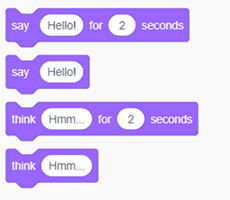 say Hello! for 2 seconds
say Hello!
think Hmm... for 2 seconds
think Hmm...